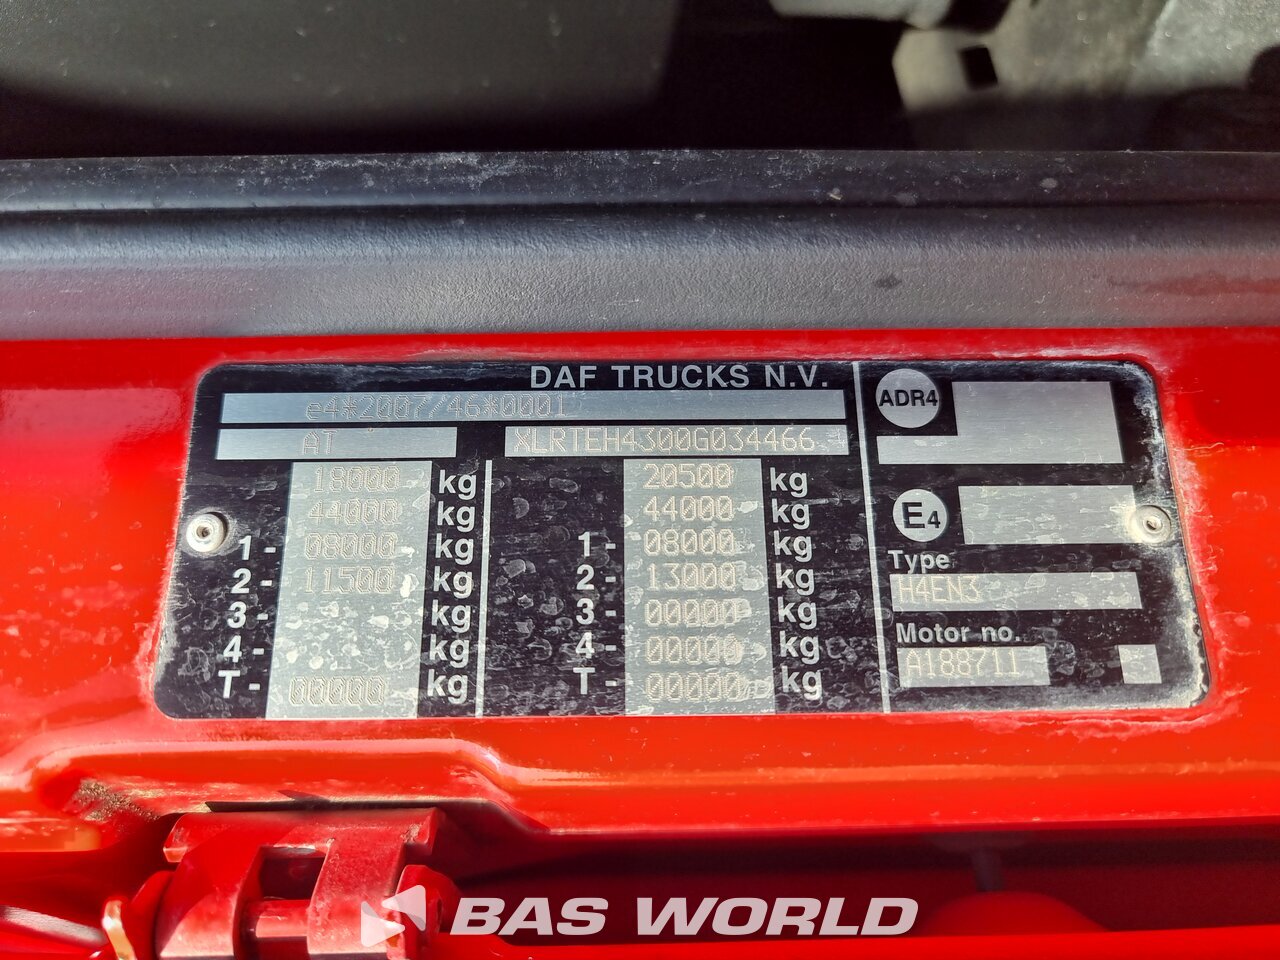 DAF TRUCKS N.V.
e4*2007/46*0001
AT XLRTEH4300G034466
18000 kg 20500 kg
44000 kg 44000 kg
1- 08000 kg 1- 08000 kg
2- 11500 kg 2- 13000 kg
3- kg 3- 00000 kg
4- kg 4- 00000 kg
T- 00000 kg T- 00000 kg
ADR4
E4
Type
H4EN3
Motor no.
A188711
BAS WORLD